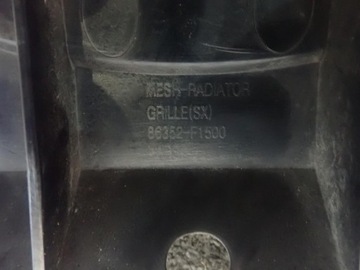 MESH-RADIATOR
GRILLE(SX)
86352-F1500